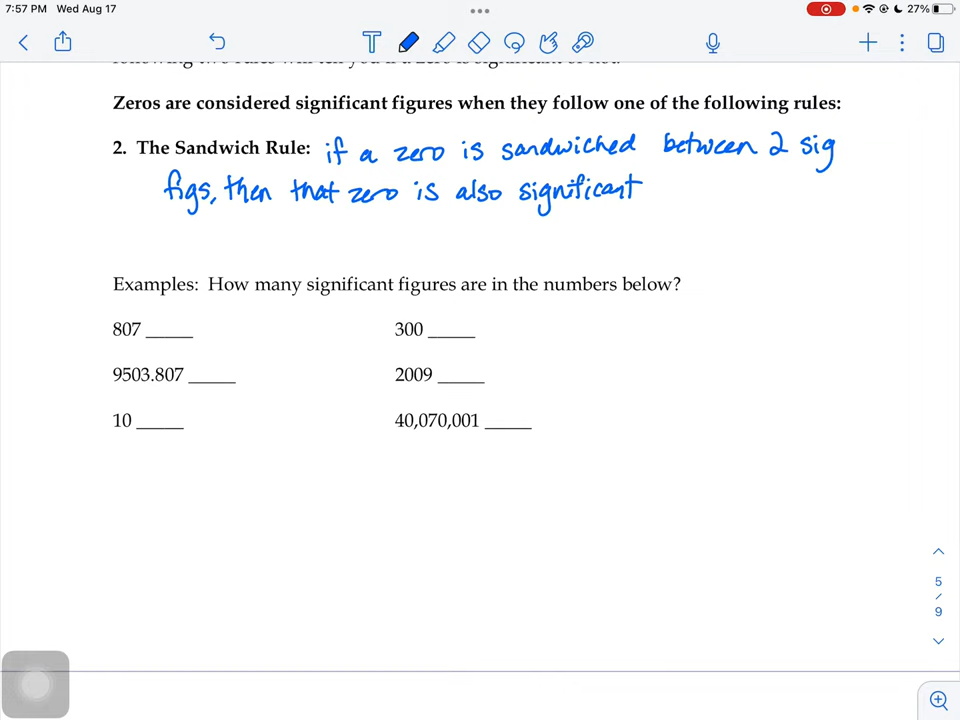 7:57 PM Wed Aug 17
27%
Zeros are considered significant figures when they follow one of the following rules:
2. The Sandwich Rule: if a zero is sandwiched between 2 sig
figs, then that zero is also significant
Examples: How many significant figures are in the numbers below?
807 _____ 300 _____
9503.807 _____ 2009 _____
10 _____ 40,070,001 _____
5
/
9